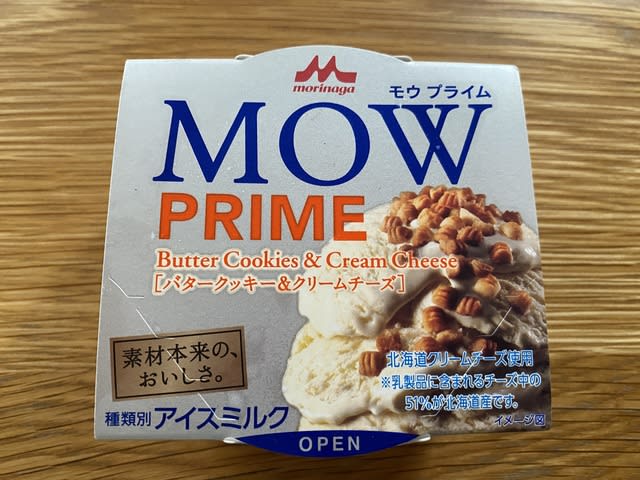 morinaga
モウ プライム
MOW
PRIME
Butter Cookies & Cream Cheese
[バタークッキー&クリームチーズ]
素材本来の、
おいしさ。
北海道クリームチーズ使用
※乳製品に含まれるチーズ中の
51%が北海道産です。
種類別 アイスミルク
イメージ図
OPEN